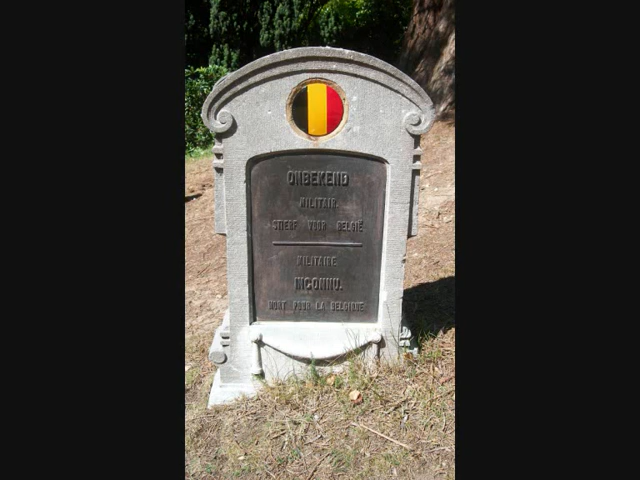 ONBEKEND
MILITAIR.
STIERF VOOR BELGIË
MILITAIRE
INCONNU.
MORT POUR LA BELGIQUE